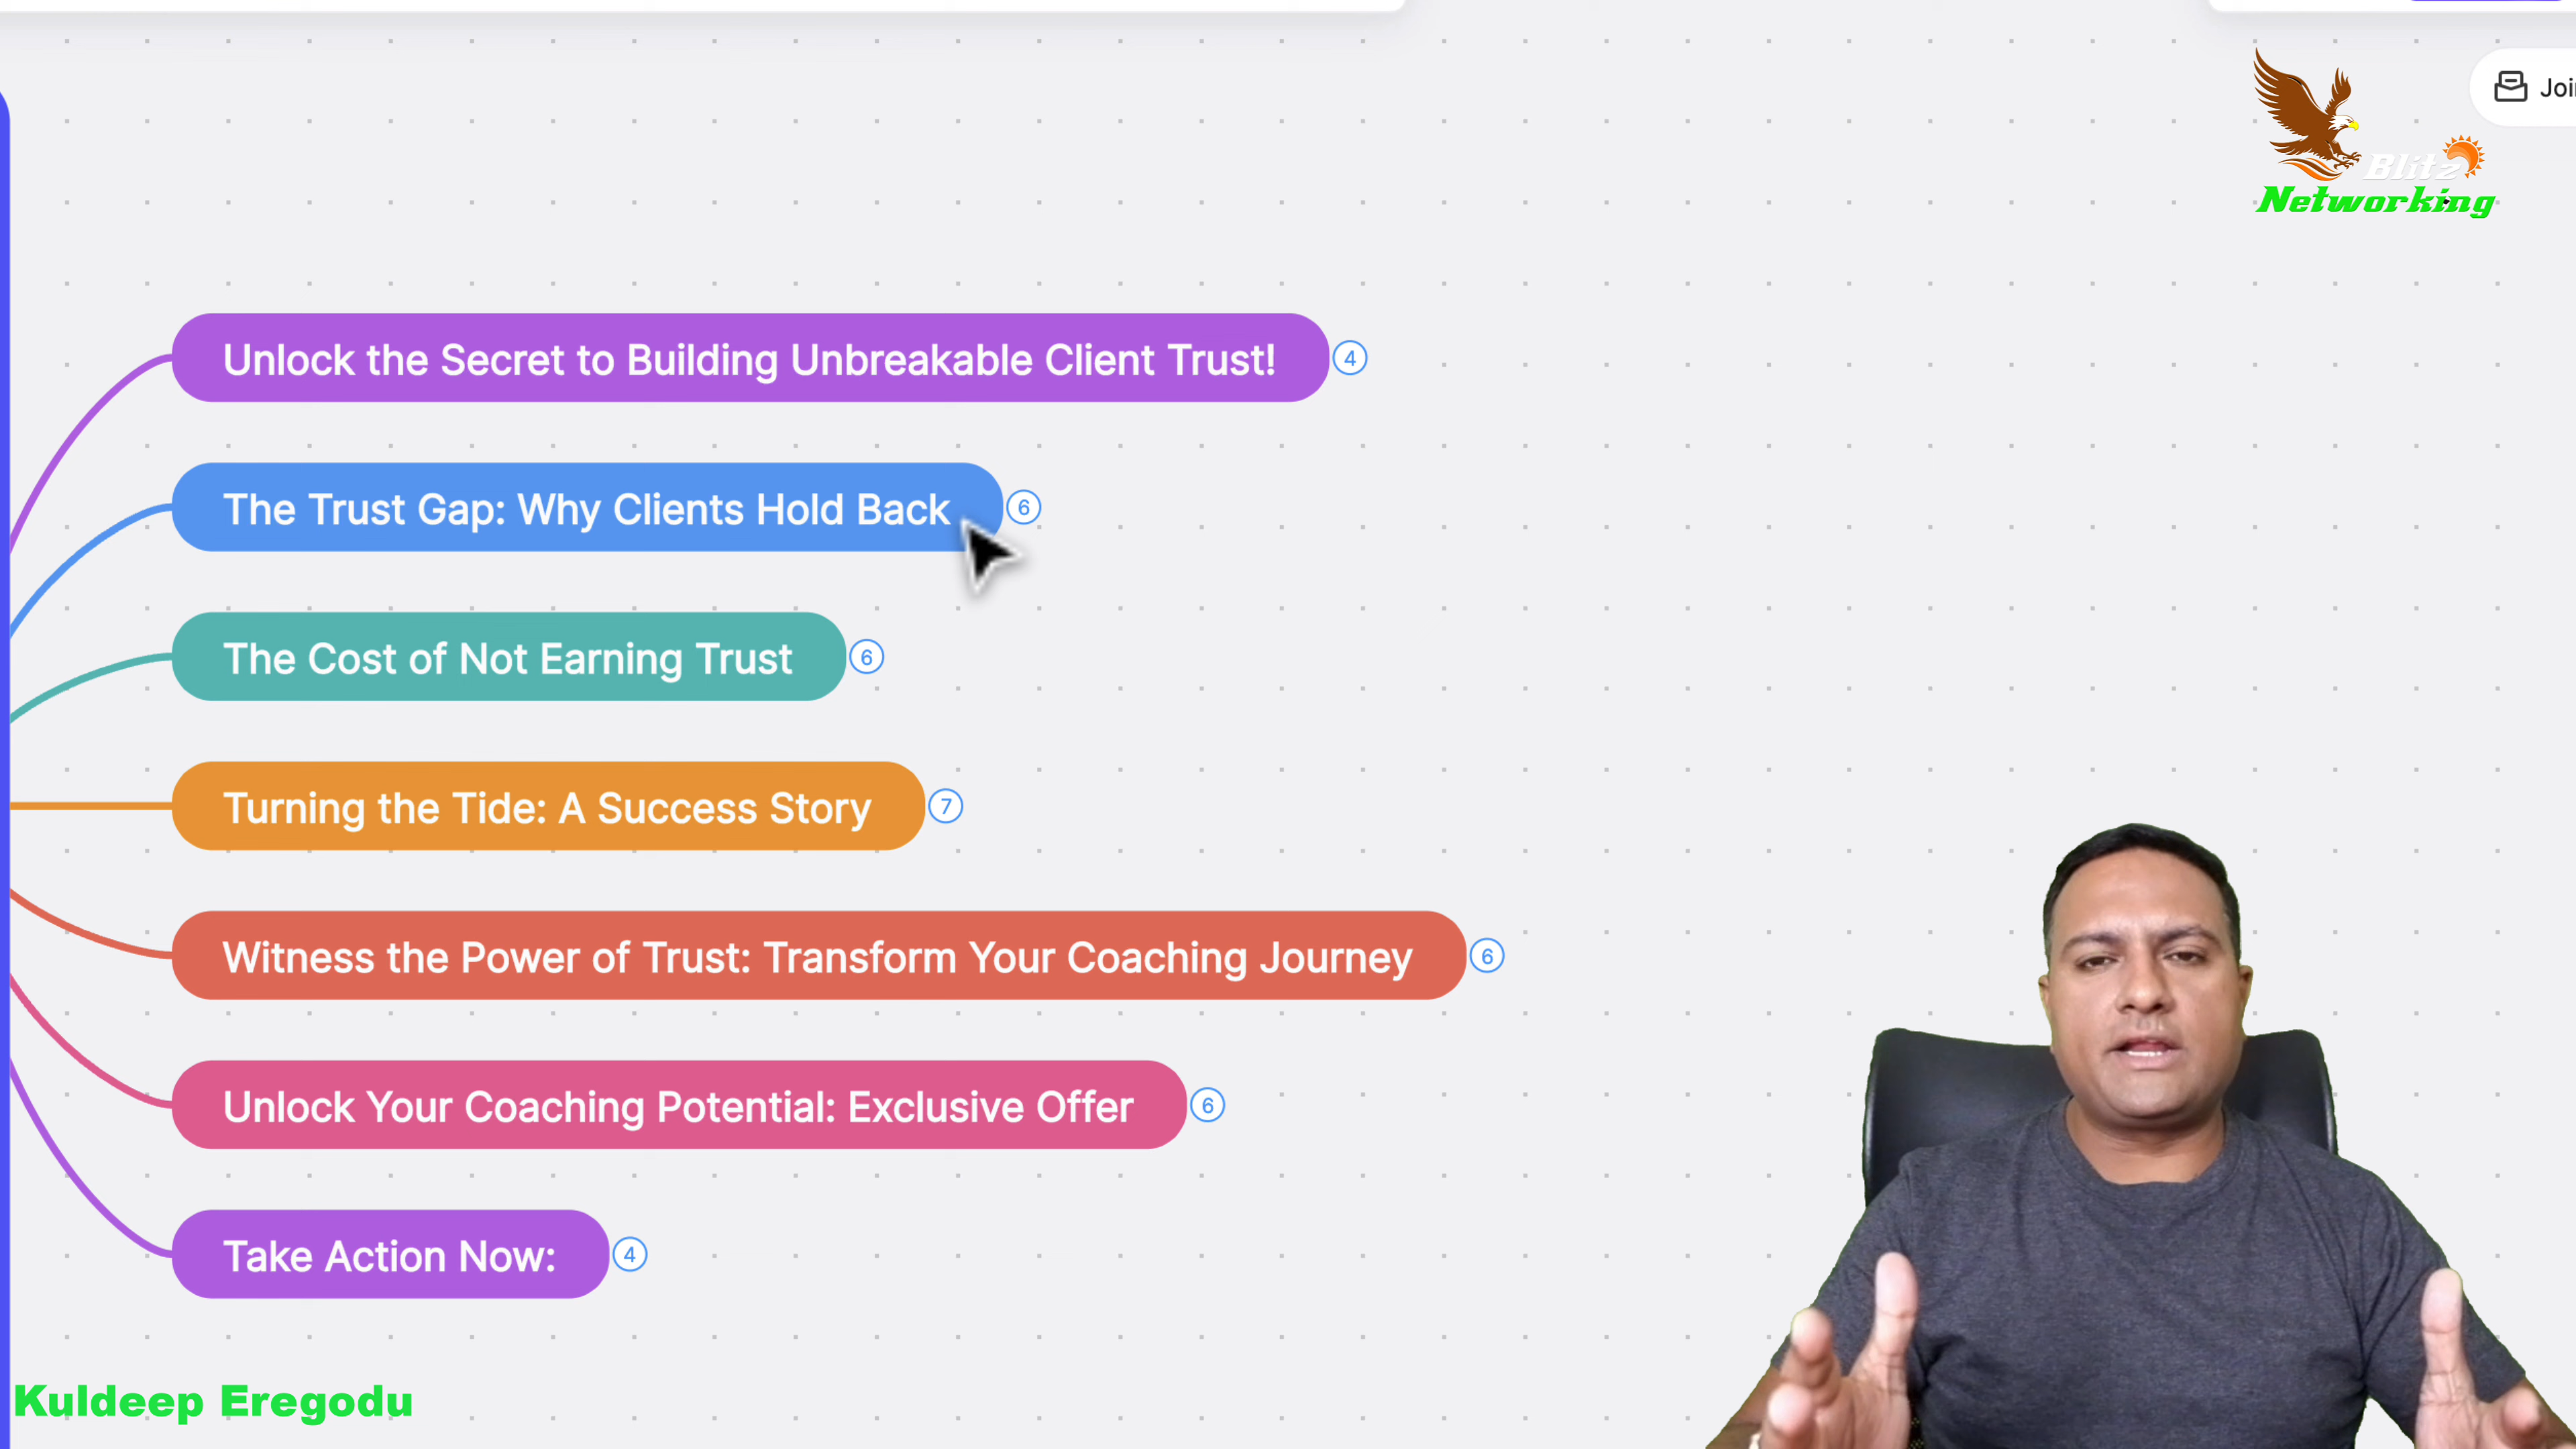 Joi
Blitz
Networking
Unlock the Secret to Building Unbreakable Client Trust! 4
The Trust Gap: Why Clients Hold Back 6
The Cost of Not Earning Trust 6
Turning the Tide: A Success Story 7
Witness the Power of Trust: Transform Your Coaching Journey 6
Unlock Your Coaching Potential: Exclusive Offer 6
Take Action Now: 4
Kuldeep Eregodu